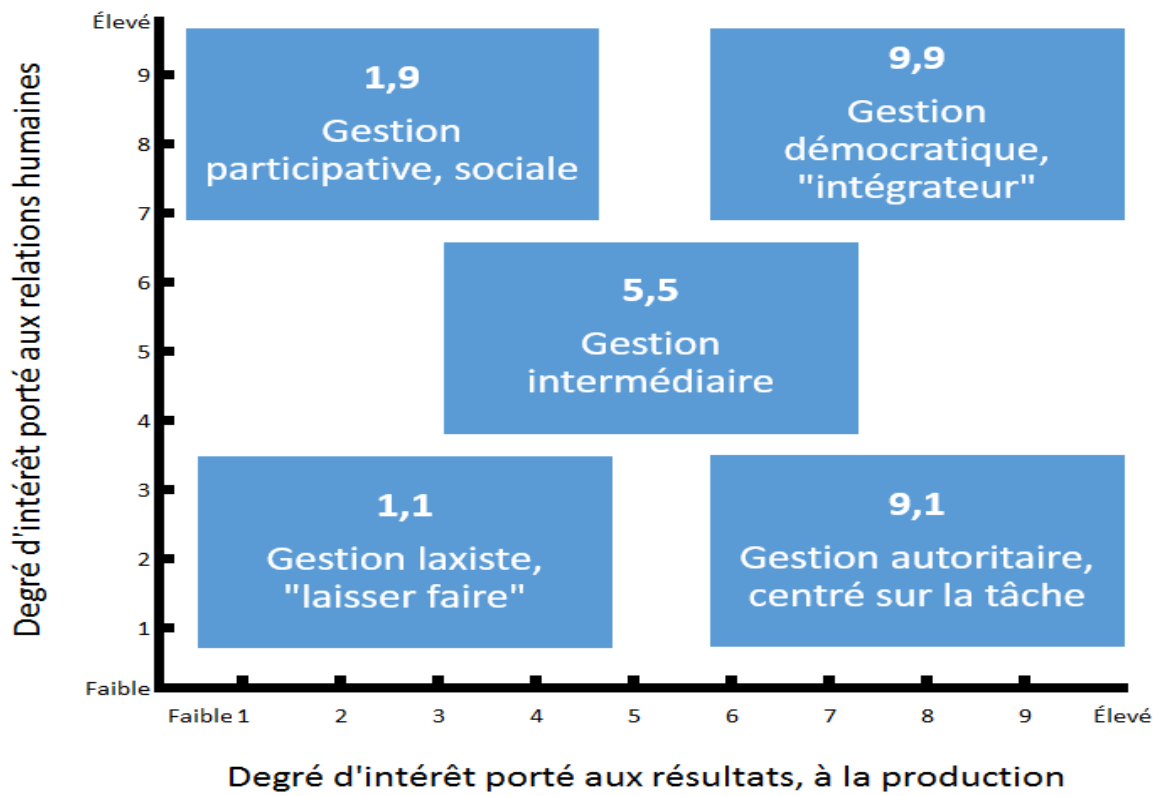 Élevé
Degré d'intérêt porté aux relations humaines
9
8
7
6
5
4
3
2
1
Faible
1,9
Gestion
participative, sociale
9,9
Gestion
démocratique,
"intégrateur"
5,5
Gestion
intermédiaire
1,1
Gestion laxiste,
"laisser faire"
9,1
Gestion autoritaire,
centré sur la tâche
Faible 1 2 3 4 5 6 7 8 9 Élevé
Degré d'intérêt porté aux résultats, à la production